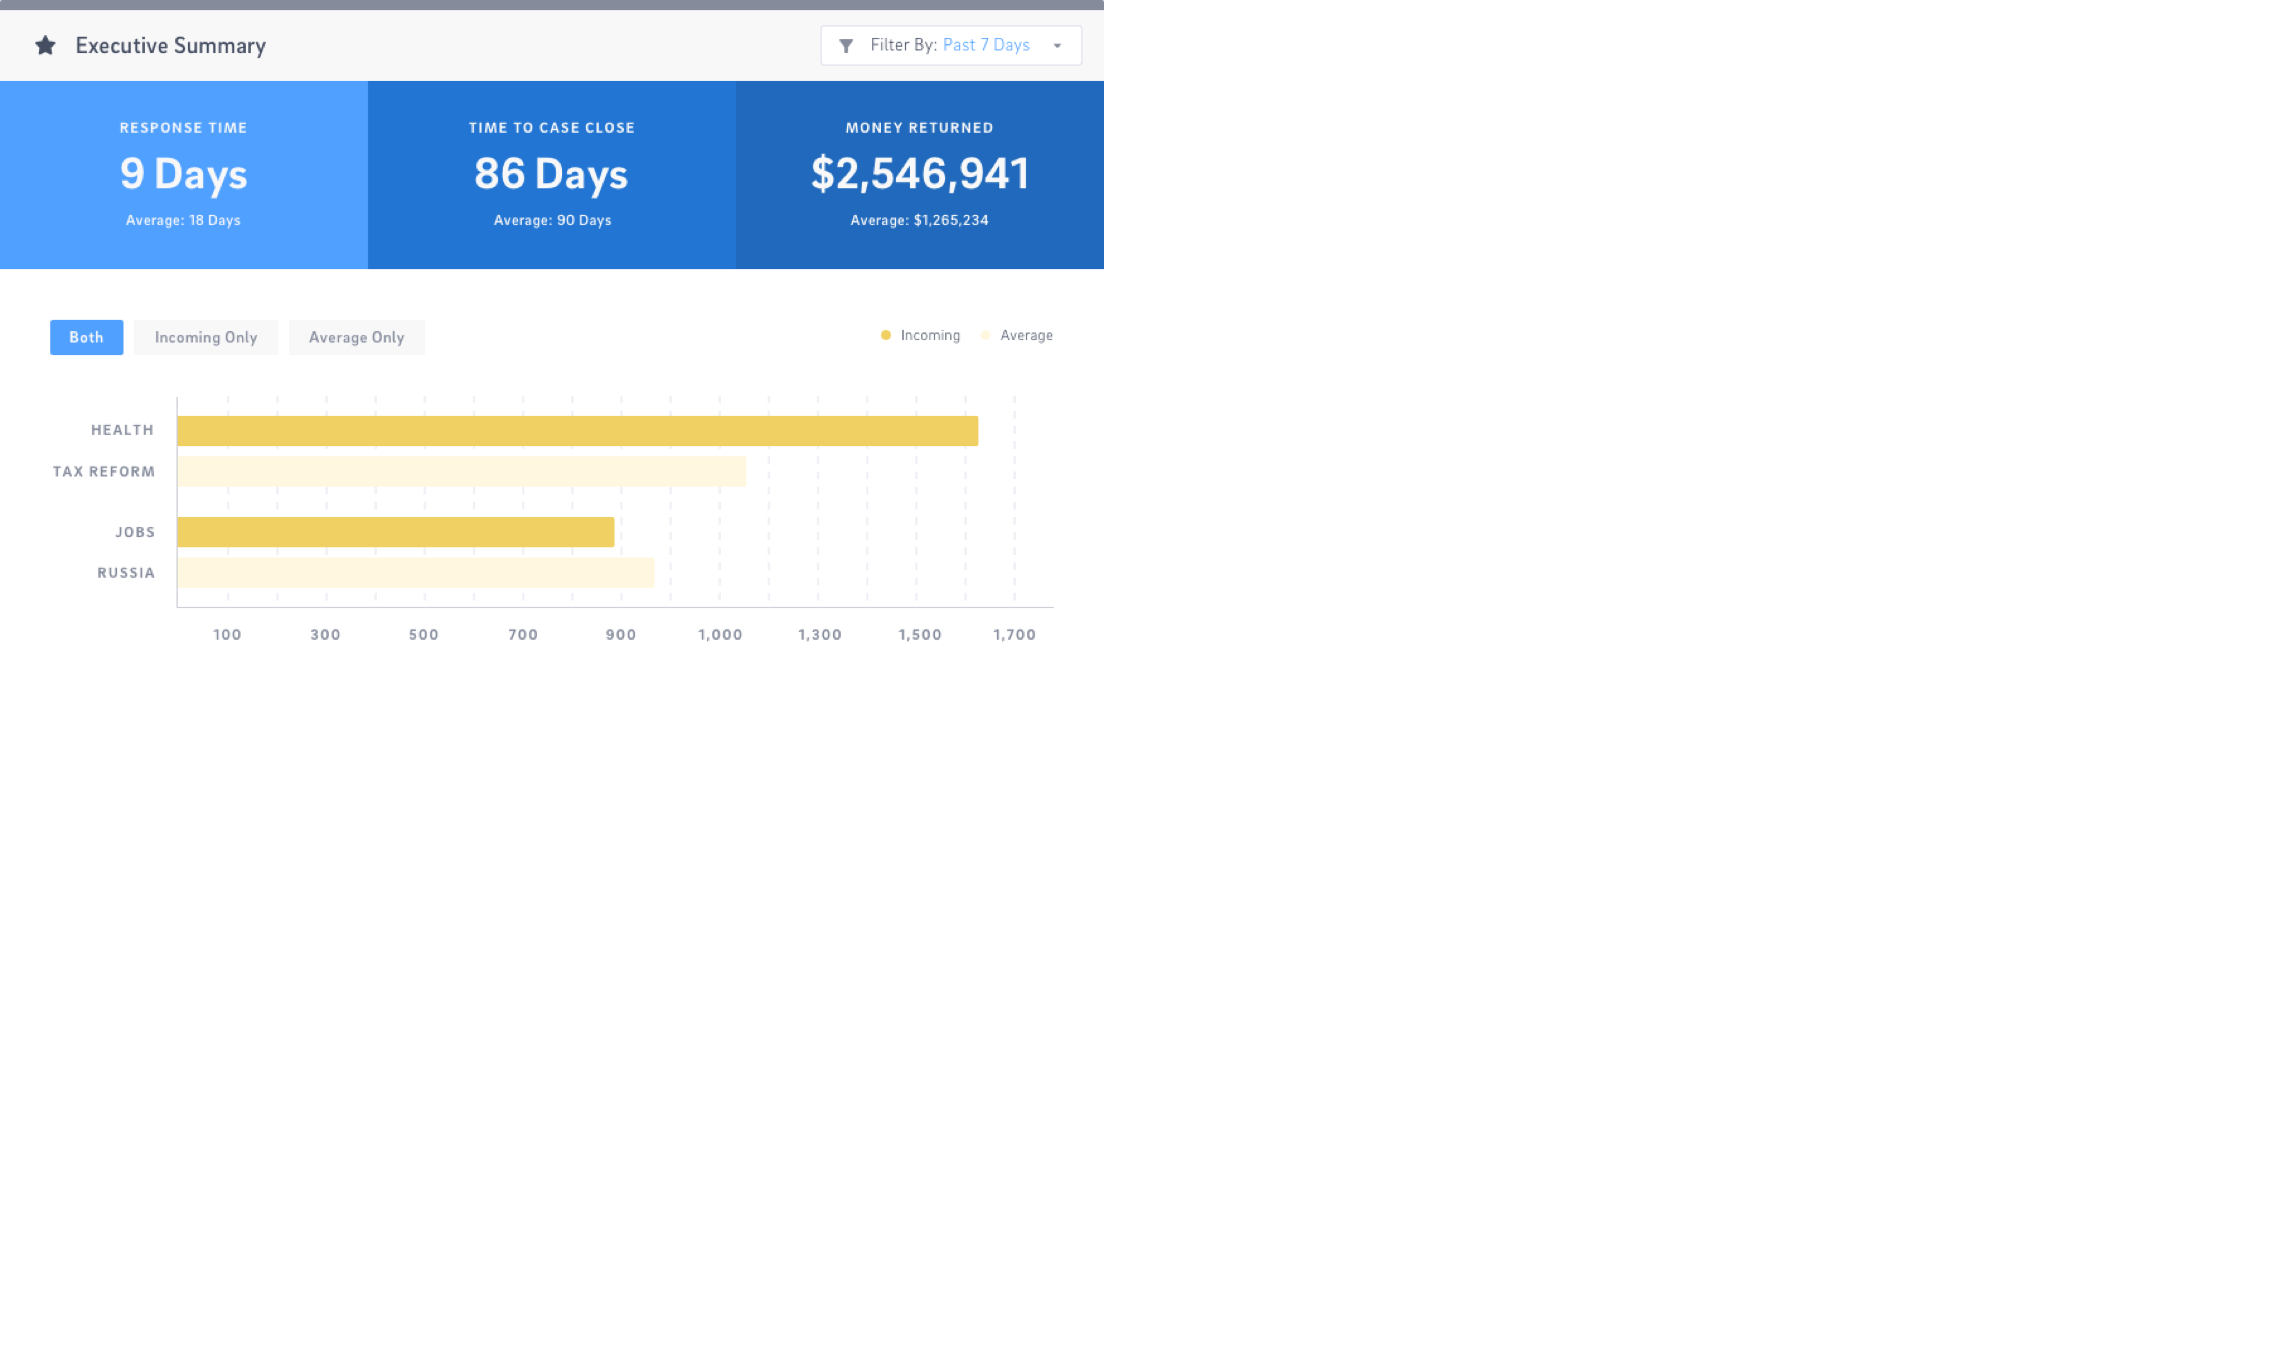 Executive Summary
Filter By: Past 7 Days
RESPONSE TIME
9 Days
Average: 18 Days
TIME TO CASE CLOSE
86 Days
Average: 90 Days
MONEY RETURNED
$2,546,941
Average: $1,265,234
Both
Incoming Only
Average Only
Incoming
Average
HEALTH
TAX REFORM
JOBS
RUSSIA
100 300 500 700 900 1,000 1,300 1,500 1,700